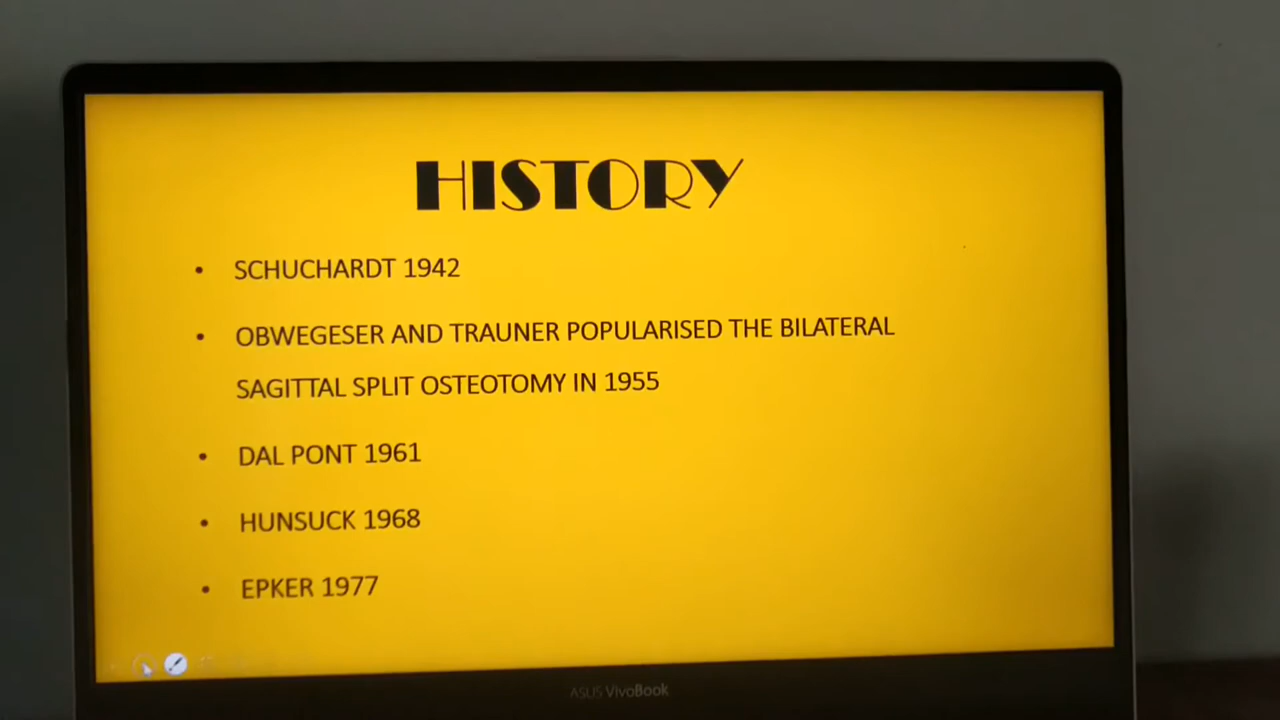 HISTORY
• SCHUCHARDT 1942
• OBWEGESER AND TRAUNER POPULARISED THE BILATERAL
SAGITTAL SPLIT OSTEOTOMY IN 1955
• DAL PONT 1961
• HUNSUCK 1968
• EPKER 1977
ASUS VivoBook